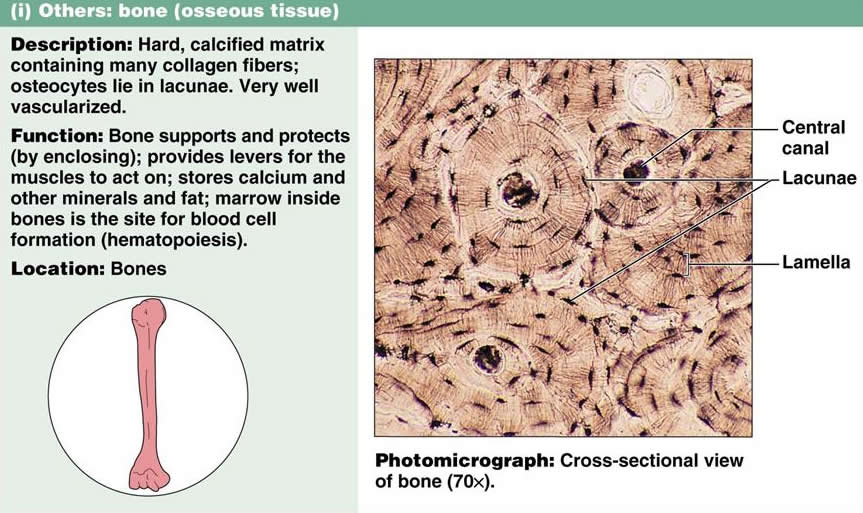 (i) Others: bone (osseous tissue)
Description: Hard, calcified matrix
containing many collagen fibers;
osteocytes lie in lacunae. Very well
vascularized.
Function: Bone supports and protects
(by enclosing); provides levers for the
muscles to act on; stores calcium and
other minerals and fat; marrow inside
bones is the site for blood cell
formation (hematopoiesis).
Location: Bones
Central
canal
Lacunae
Lamella
Photomicrograph: Cross-sectional view
of bone (70×).